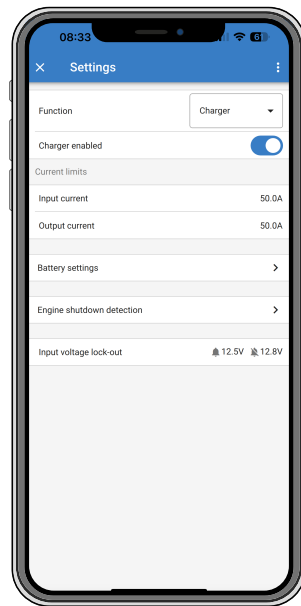 08:33
Settings
Function
Charger
Charger enabled
Current limits
Input current 50.0A
Output current 50.0A
Battery settings
Engine shutdown detection
Input voltage lock-out 12.5V 12.8V